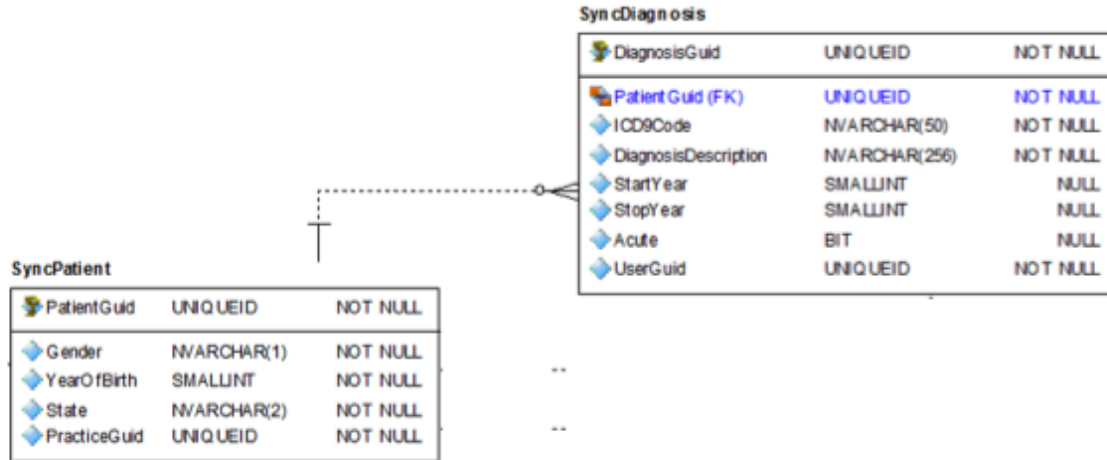 SyncDiagnosis
DiagnosisGuid UNIQUEID NOT NULL
PatientGuid (FK) UNIQUEID NOT NULL
ICD9Code NVARCHAR(50) NOT NULL
DiagnosisDescription NVARCHAR(256) NOT NULL
StartYear SMALLINT NULL
StopYear SMALLINT NULL
Acute BIT NULL
UserGuid UNIQUEID NOT NULL
SyncPatient
PatientGuid UNIQUEID NOT NULL
Gender NVARCHAR(1) NOT NULL
YearOfBirth SMALLINT NOT NULL
State NVARCHAR(2) NOT NULL
PracticeGuid UNIQUEID NOT NULL